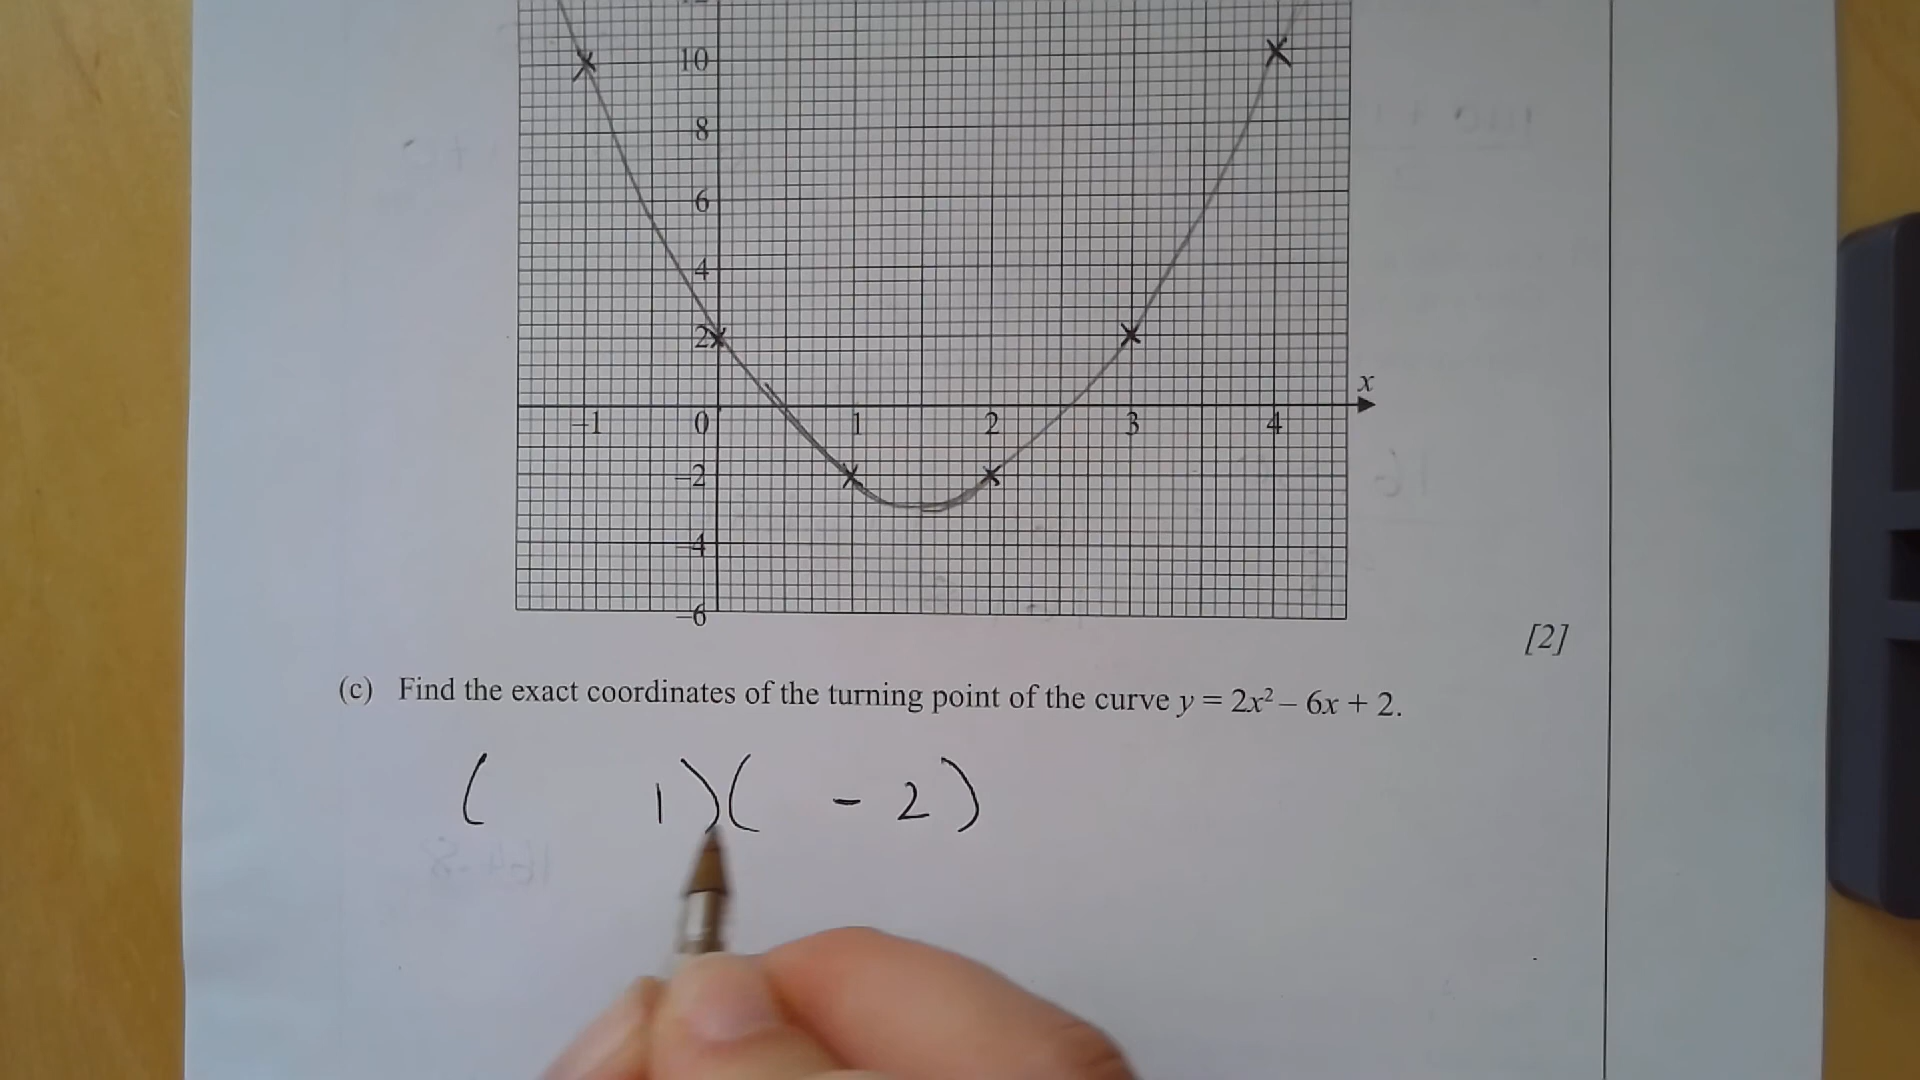 10
8
6
4
2
x
–1 0 1 2 3 4
–2
–4
–6
[2]
(c) Find the exact coordinates of the turning point of the curve y = 2x² – 6x + 2.
( 1)( - 2)